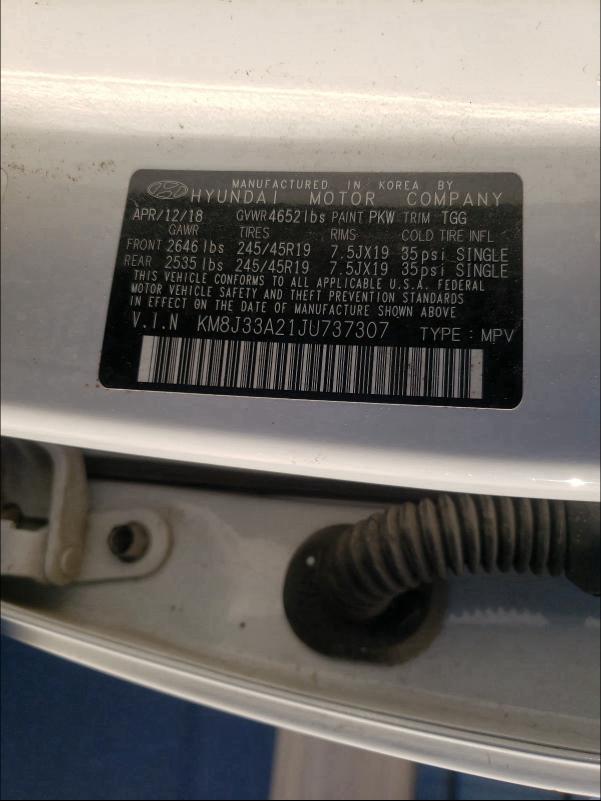 MANUFACTURED IN KOREA BY
HYUNDAI MOTOR COMPANY
APR/12/18 GVWR 4652lbs PAINT PKW TRIM TGG
GAWR TIRES RIMS COLD TIRE INFL
FRONT 2646 lbs 245/45R19 7.5JX19 35psi SINGLE
REAR 2535 lbs 245/45R19 7.5JX19 35psi SINGLE
THIS VEHICLE CONFORMS TO ALL APPLICABLE U.S.A. FEDERAL
MOTOR VEHICLE SAFETY AND THEFT PREVENTION STANDARDS
IN EFFECT ON THE DATE OF MANUFACTURE SHOWN ABOVE.
V.I.N KM8J33A21JU737307 TYPE : MPV